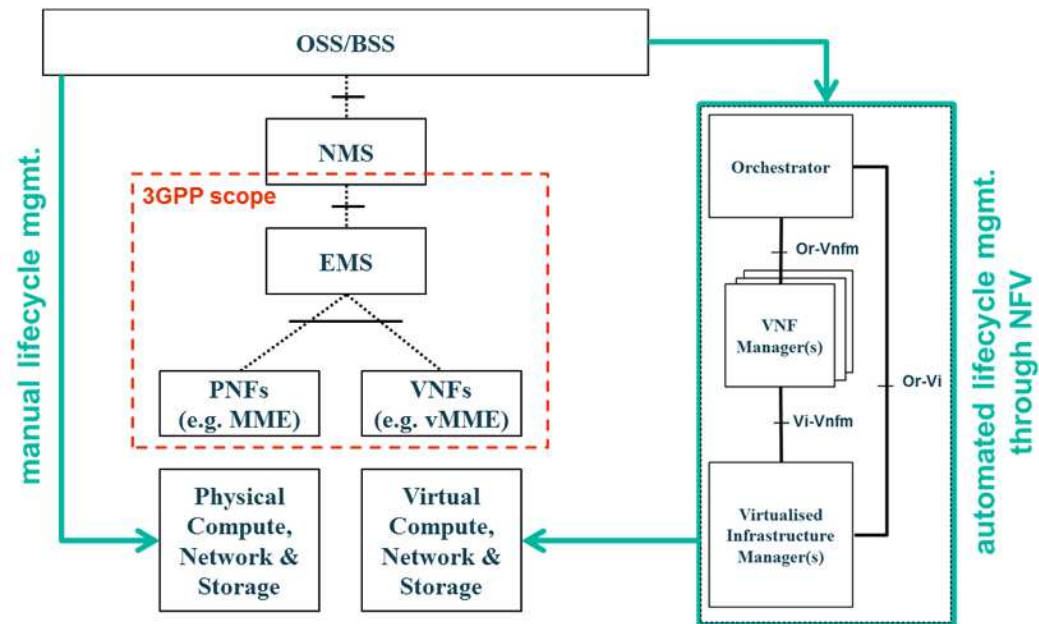 OSS/BSS
NMS
3GPP scope
EMS
PNFs
(e.g. MME)
VNFs
(e.g. vMME)
Physical
Compute,
Network &
Storage
Virtual
Compute,
Network &
Storage
manual lifecycle mgmt.
Orchestrator
Or-Vnfm
VNF
Manager(s)
Or-Vi
Vi-Vnfm
Virtualised
Infrastructure
Manager(s)
automated lifecycle mgmt.
through NFV